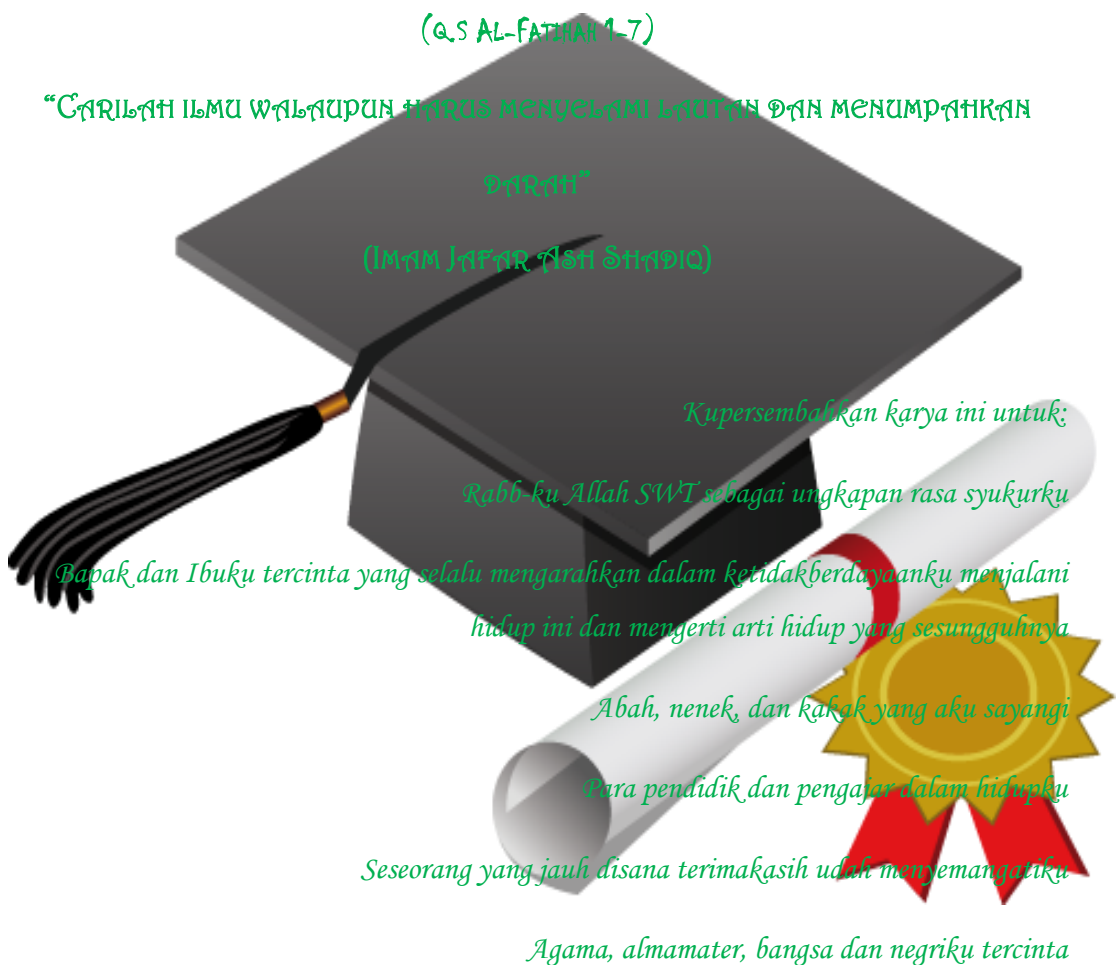 (Q.S Al-Fatihah 1-7)
“Carilah ilmu walaupun harus menyelami lautan dan menumpahkan
darah”
(Imam Jafar Ash Shadiq)
Kupersembahkan karya ini untuk:
Rabb-ku Allah SWT sebagai ungkapan rasa syukurku
Bapak dan Ibuku tercinta yang selalu mengarahkan dalam ketidakberdayaanku menjalani
hidup ini dan mengerti arti hidup yang sesungguhnya
Abah, nenek, dan kakak yang aku sayangi
Para pendidik dan pengajar dalam hidupku
Seseorang yang jauh disana terimakasih udah menyemangatiku
Agama, almamater, bangsa dan negriku tercinta